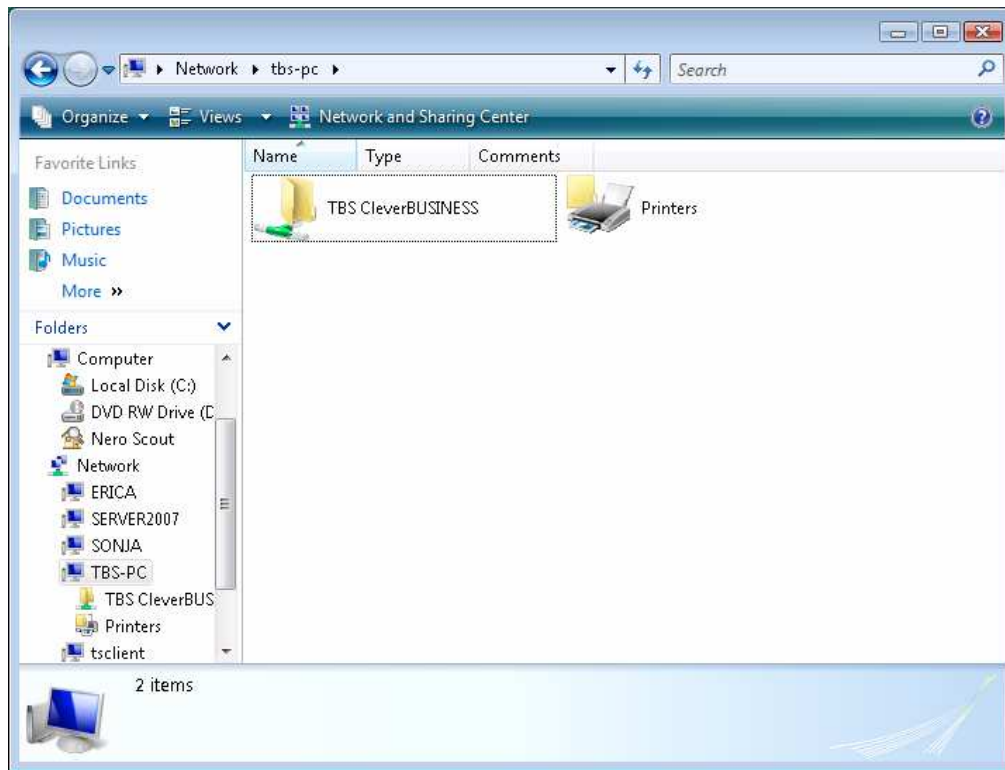 Network tbs-pc Search
Organize Views Network and Sharing Center
Favorite Links
Documents
Pictures
Music
More »
Folders
Computer
Local Disk (C:)
DVD RW Drive (D
Nero Scout
Network
ERICA
SERVER2007
SONJA
TBS-PC
TBS CleverBUS
Printers
tsclient
Name Type Comments
TBS CleverBUSINESS Printers
2 items